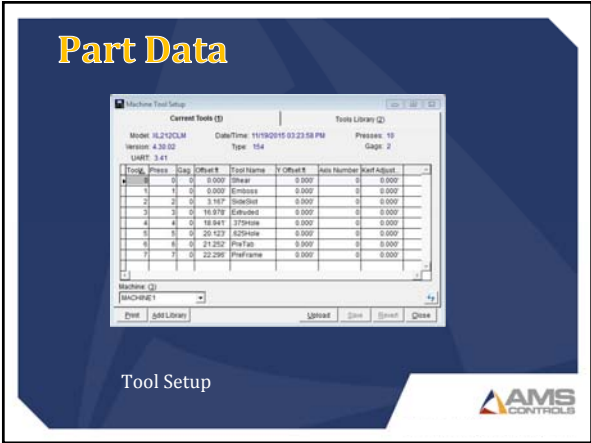 Part Data
Machine Tool Setup
Current Tools (1) Tools Library (2)
Model: XL212CLM Date/Time: 11/19/2015 03:23:58 PM Presses: 10
Version: 4.30.02 Type: 154 Gags: 2
UART: 3.41
Tool Press Gag Offset ft Tool Name Y Offset ft Axis Number Kerf Adjust...
0 0 0 0.000' Shear 0.000' 0 0.000'
1 1 0 0.000' Emboss 0.000' 0 0.000'
2 2 0 3.167' SideSlot 0.000' 0 0.000'
3 3 0 16.978' Extruded 0.000' 0 0.000'
4 4 0 18.941' .375Hole 0.000' 0 0.000'
5 5 0 20.123' .625Hole 0.000' 0 0.000'
6 6 0 21.252' PreTab 0.000' 0 0.000'
7 7 0 22.295' PreFrame 0.000' 0 0.000'
Machine: (3)
MACHINE1
Print Add Library Upload Save Revert Close
Tool Setup
AMS
CONTROLS